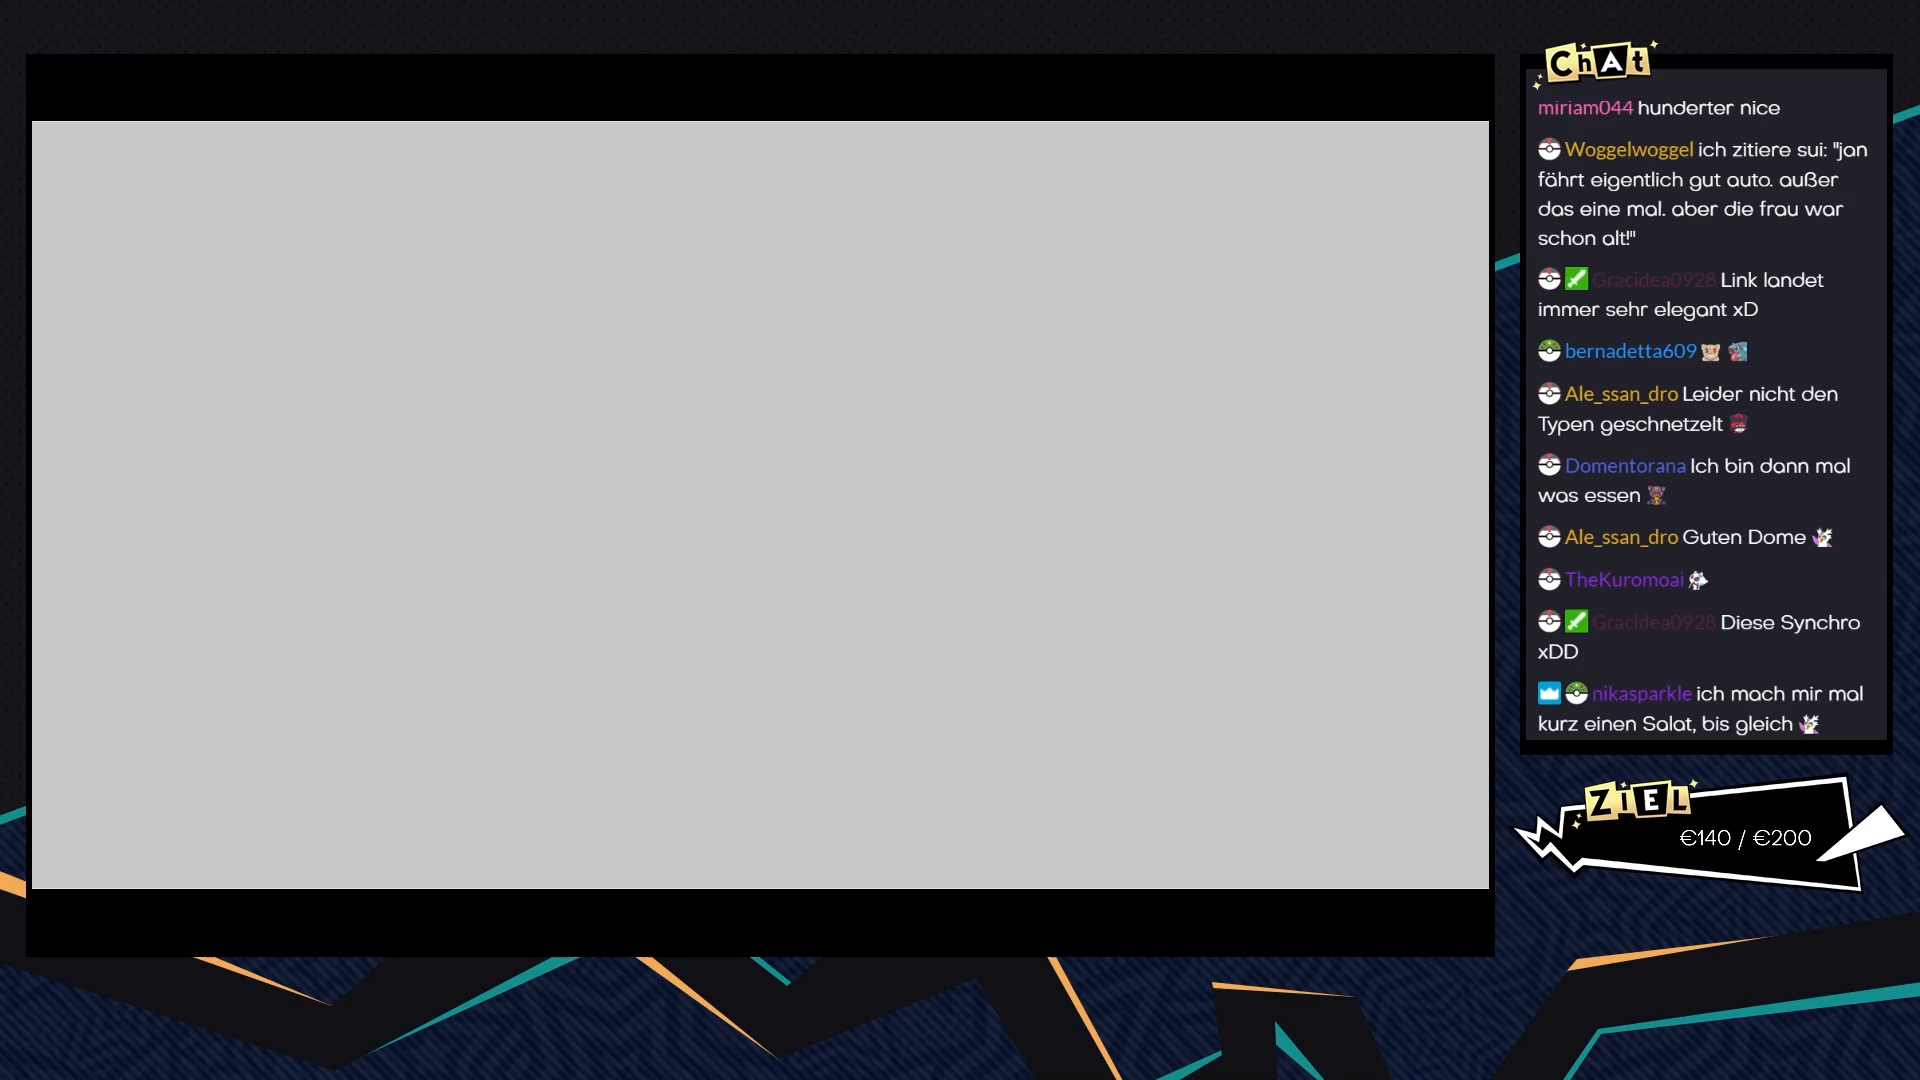 ChAt
miriam044 hunderter nice
Woggelwoggel ich zitiere sui: "jan
fährt eigentlich gut auto. außer
das eine mal. aber die frau war
schon alt!"
Gracidea0928 Link landet
immer sehr elegant xD
bernadetta609
Ale_ssan_dro Leider nicht den
Typen geschnetzelt
Domentorana Ich bin dann mal
was essen
Ale_ssan_dro Guten Dome
TheKuromoai
Gracidea0928 Diese Synchro
xDD
nikasparkle ich mach mir mal
kurz einen Salat, bis gleich
ZiEL
€140 / €200